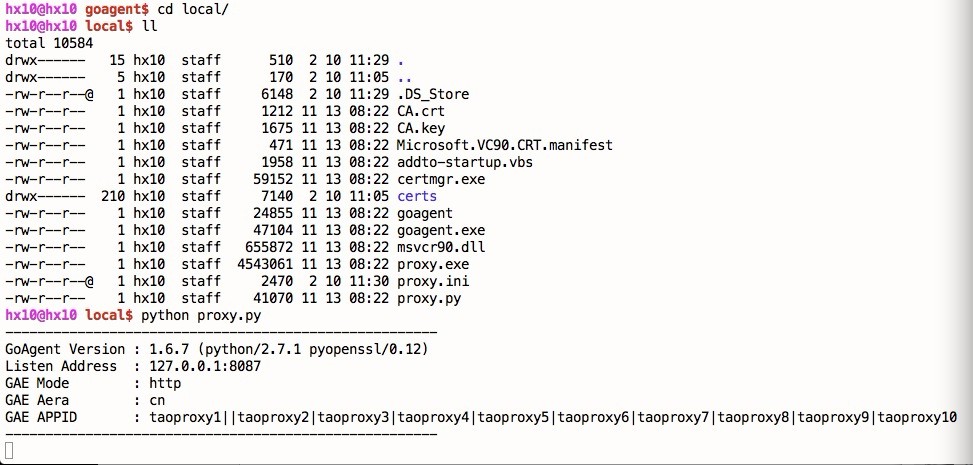 hx10@hx10 goagent$ cd local/
hx10@hx10 local$ ll
total 10584
drwx------   15 hx10  staff      510  2 10 11:29 .
drwx------    5 hx10  staff      170  2 10 11:05 ..
-rw-r--r--@   1 hx10  staff     6148  2 10 11:29 .DS_Store
-rw-r--r--    1 hx10  staff     1212 11 13 08:22 CA.crt
-rw-r--r--    1 hx10  staff     1675 11 13 08:22 CA.key
-rw-r--r--    1 hx10  staff      471 11 13 08:22 Microsoft.VC90.CRT.manifest
-rw-r--r--    1 hx10  staff     1958 11 13 08:22 addto-startup.vbs
-rw-r--r--    1 hx10  staff    59152 11 13 08:22 certmgr.exe
drwx------  210 hx10  staff     7140  2 10 11:05 certs
-rw-r--r--    1 hx10  staff    24855 11 13 08:22 goagent
-rw-r--r--    1 hx10  staff    47104 11 13 08:22 goagent.exe
-rw-r--r--    1 hx10  staff   655872 11 13 08:22 msvcr90.dll
-rw-r--r--    1 hx10  staff  4543061 11 13 08:22 proxy.exe
-rw-r--r--@   1 hx10  staff     2470  2 10 11:30 proxy.ini
-rw-r--r--    1 hx10  staff    41070 11 13 08:22 proxy.py
hx10@hx10 local$ python proxy.py
------------------------------------------------------
GoAgent Version : 1.6.7 (python/2.7.1 pyopenssl/0.12)
Listen Address  : 127.0.0.1:8087
GAE Mode        : http
GAE Aera        : cn
GAE APPID       : taoproxy1||taoproxy2|taoproxy3|taoproxy4|taoproxy5|taoproxy6|taoproxy7|taoproxy8|taoproxy9|taoproxy10
------------------------------------------------------